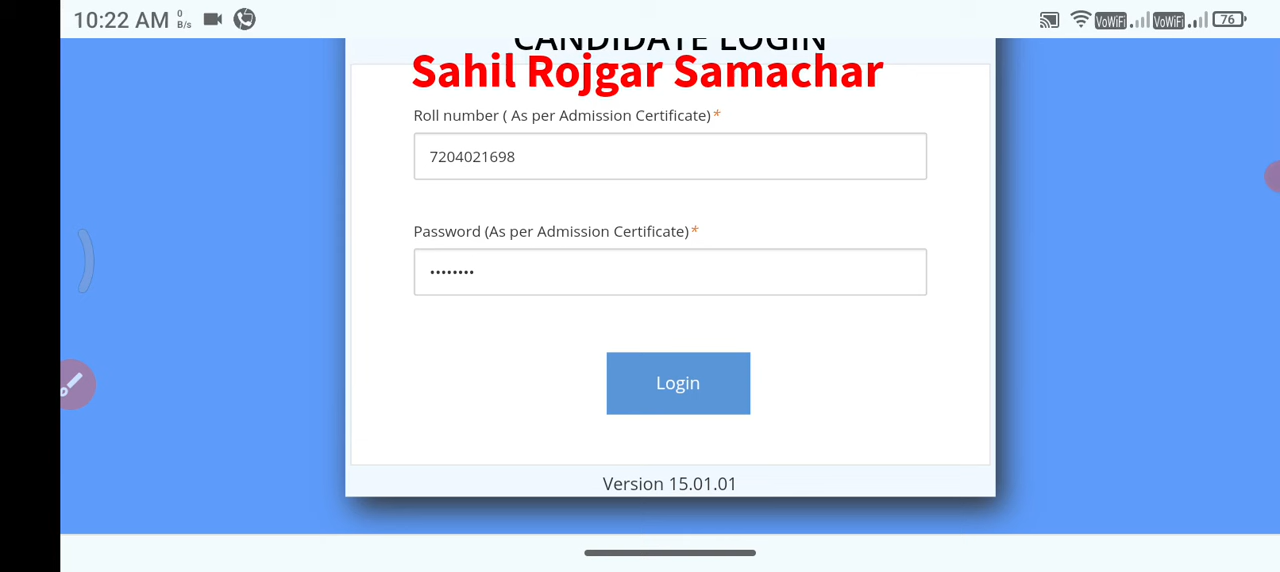 10:22 AM 0 B/s VoWiFi VoWiFi 76
CANDIDATE LOGIN
Sahil Rojgar Samachar
Roll number ( As per Admission Certificate)*
7204021698
Password (As per Admission Certificate)*
••••••••
Login
Version 15.01.01